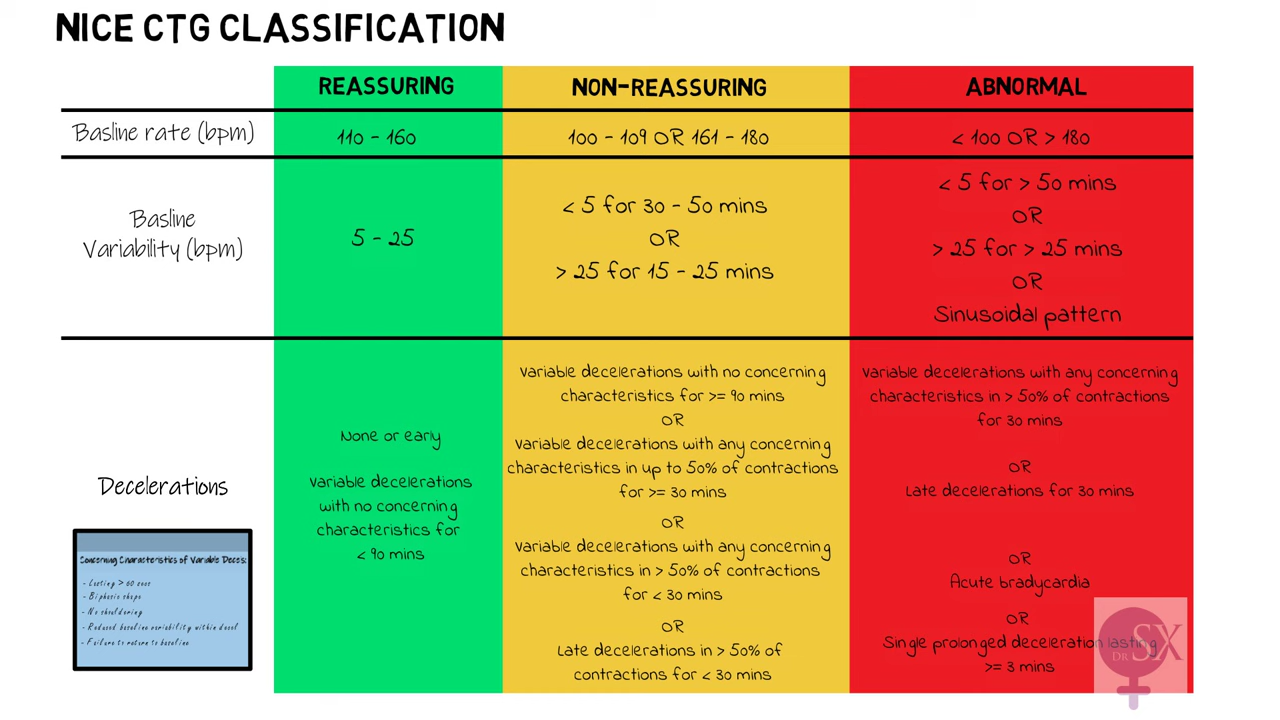 NICE CTG CLASSIFICATION
REASSURING
NON-REASSURING
ABNORMAL
Basline rate (bpm)
110 - 160
100 - 109 OR 161 - 180
< 100 OR > 180
Basline
Variability (bpm)
5 - 25
< 5 for 30 - 50 mins
OR
> 25 for 15 - 25 mins
< 5 for > 50 mins
OR
> 25 for > 25 mins
OR
Sinusoidal pattern
Decelerations
Concerning Characteristics of Variable Deces:
- Lasting > 60 secs
- Biphasic shape
- No shouldering
- Reduced baseline variability within decel
- Failure to return to baseline
None or early
Variable decelerations
with no concerning
characteristics for
< 90 mins
Variable decelerations with no concerning
characteristics for >= 90 mins
OR
Variable decelerations with any concerning
characteristics in up to 50% of contractions
for >= 30 mins
OR
Variable decelerations with any concerning
characteristics in > 50% of contractions
for < 30 mins
OR
Late decelerations in > 50% of
contractions for < 30 mins
Variable decelerations with any concerning
characteristics in > 50% of contractions
for 30 mins
OR
Late decelerations for 30 mins
OR
Acute bradycardia
OR
Single prolonged deceleration lasting
>= 3 mins
DR SX